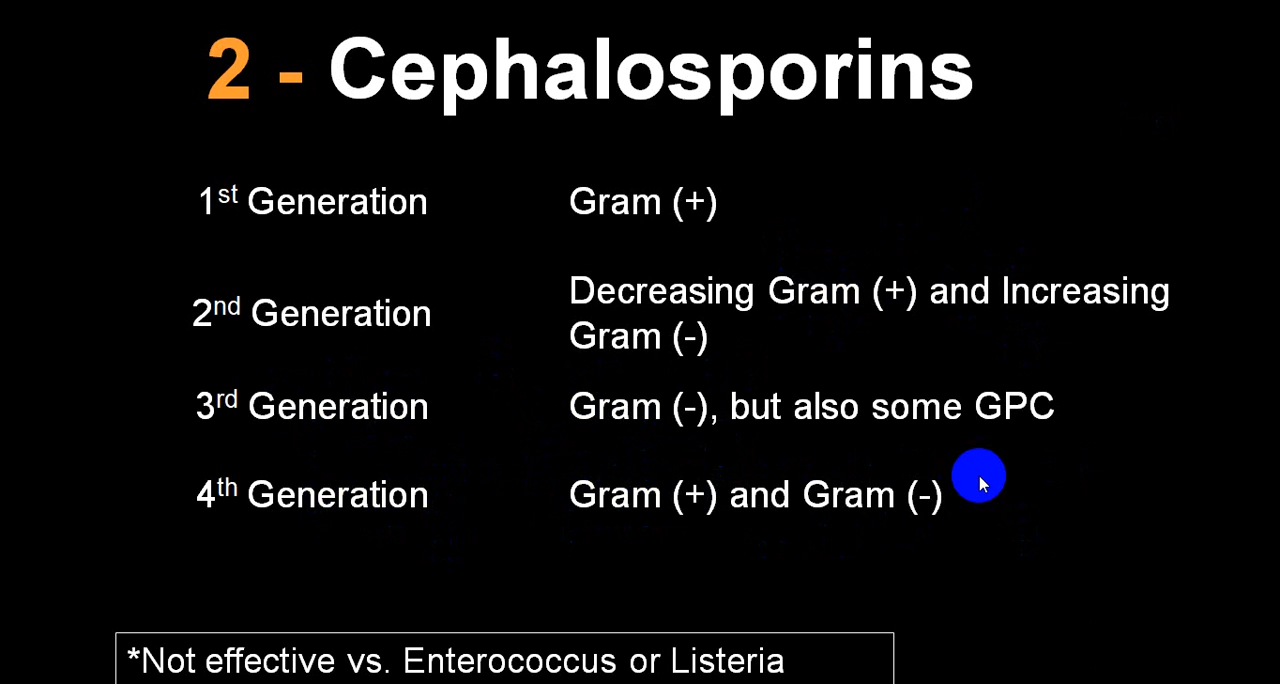 2 - Cephalosporins
1st Generation Gram (+)
2nd Generation Decreasing Gram (+) and Increasing
Gram (-)
3rd Generation Gram (-), but also some GPC
4th Generation Gram (+) and Gram (-)
*Not effective vs. Enterococcus or Listeria